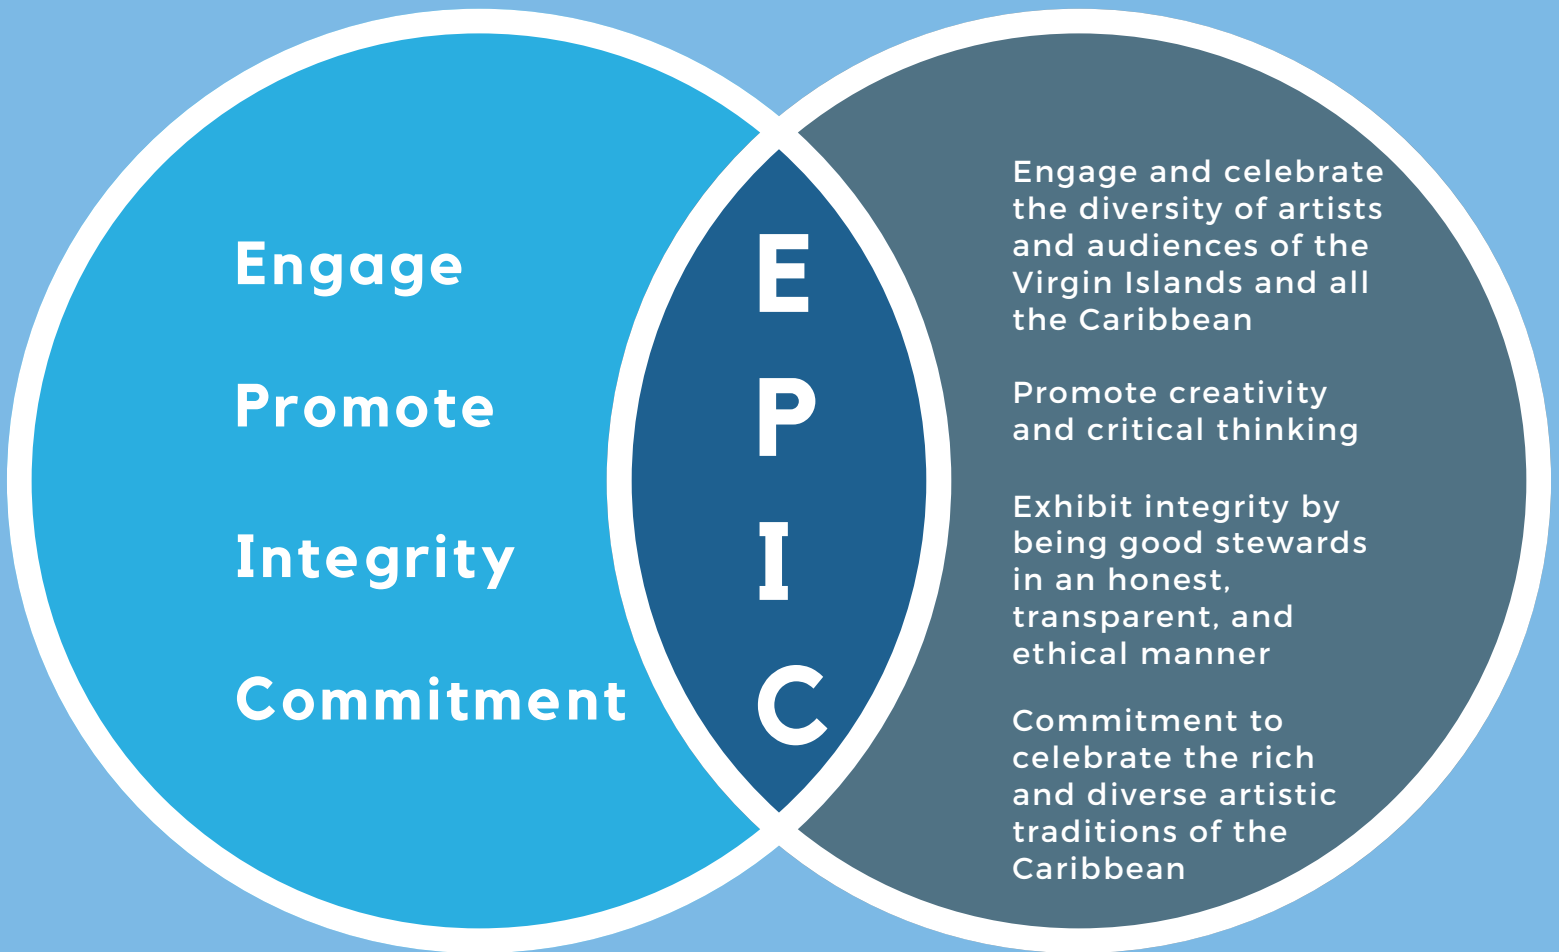 Engage
Promote
Integrity
Commitment
E
P
I
C
Engage and celebrate
the diversity of artists
and audiences of the
Virgin Islands and all
the Caribbean
Promote creativity
and critical thinking
Exhibit integrity by
being good stewards
in an honest,
transparent, and
ethical manner
Commitment to
celebrate the rich
and diverse artistic
traditions of the
Caribbean